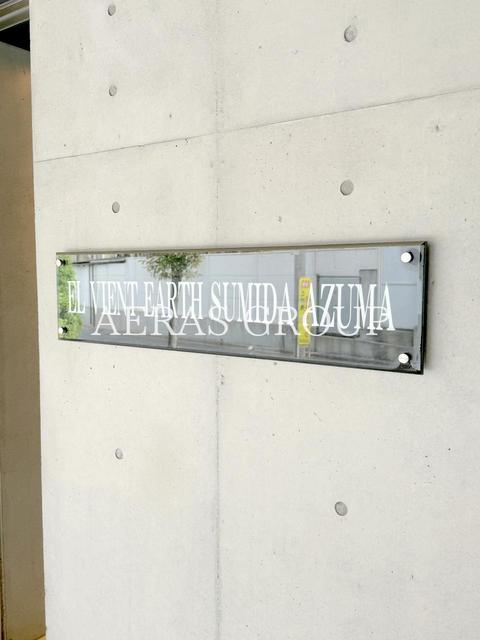 EL VIENT EARTH SUMIDA AZUMA
AERAS GROUP